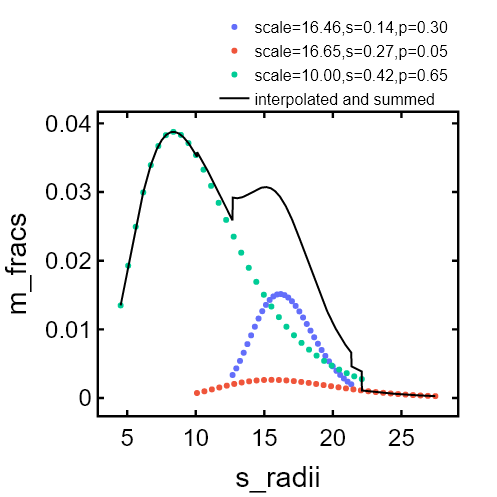 scale=16.46,s=0.14,p=0.30
scale=16.65,s=0.27,p=0.05
scale=10.00,s=0.42,p=0.65
interpolated and summed
0.04
0.03
0.02
0.01
0
m_fracs
5 10 15 20 25
s_radii